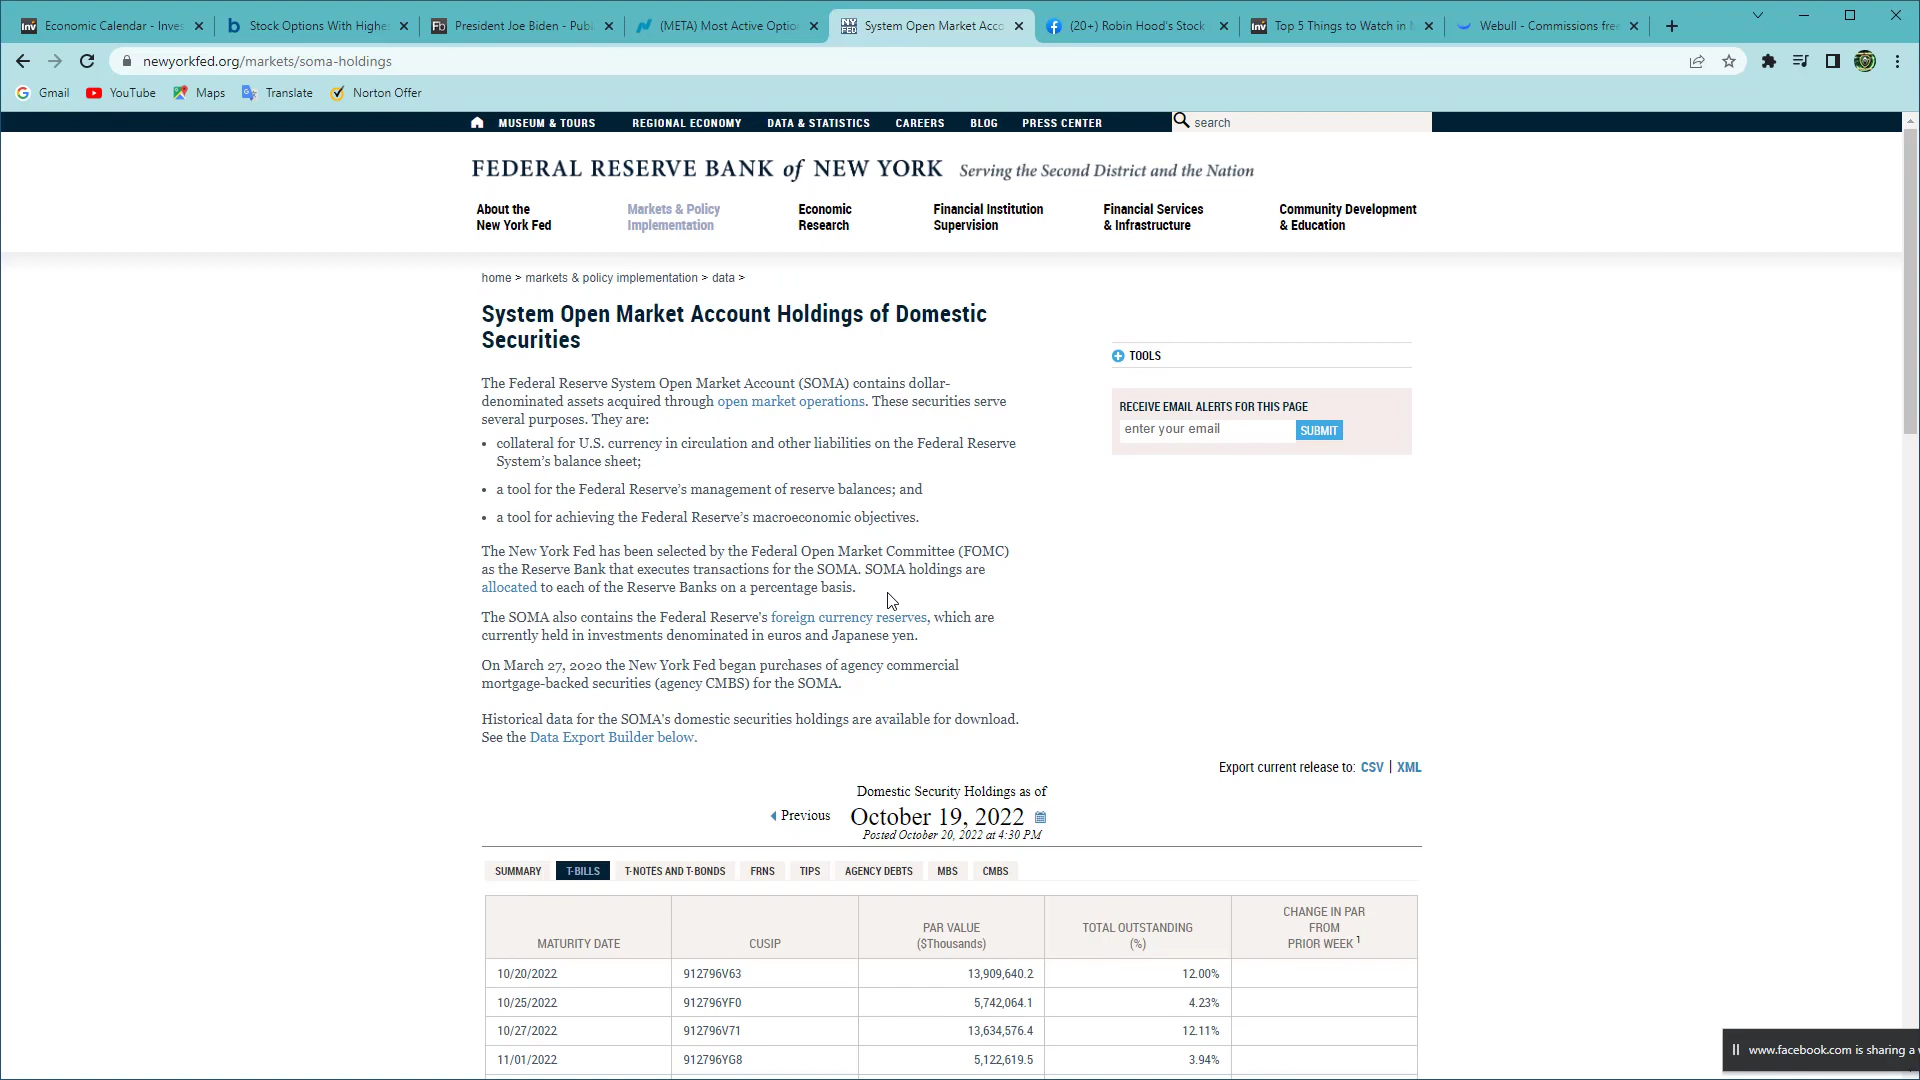 Economic Calendar - Inves
Stock Options With Highe
President Joe Biden - Publ
(META) Most Active Optio
System Open Market Acco
(20+) Robin Hood's Stock
Top 5 Things to Watch in
Webull - Commissions free
newyorkfed.org/markets/soma-holdings
Gmail YouTube Maps Translate Norton Offer
MUSEUM & TOURS REGIONAL ECONOMY DATA & STATISTICS CAREERS BLOG PRESS CENTER search
FEDERAL RESERVE BANK of NEW YORK Serving the Second District and the Nation
About the New York Fed
Markets & Policy Implementation
Economic Research
Financial Institution Supervision
Financial Services & Infrastructure
Community Development & Education
home > markets & policy implementation > data >
System Open Market Account Holdings of Domestic
Securities
TOOLS
The Federal Reserve System Open Market Account (SOMA) contains dollar-
denominated assets acquired through open market operations. These securities serve
several purposes. They are:
RECEIVE EMAIL ALERTS FOR THIS PAGE
enter your email SUBMIT
• collateral for U.S. currency in circulation and other liabilities on the Federal Reserve
System's balance sheet;
• a tool for the Federal Reserve's management of reserve balances; and
• a tool for achieving the Federal Reserve's macroeconomic objectives.
The New York Fed has been selected by the Federal Open Market Committee (FOMC)
as the Reserve Bank that executes transactions for the SOMA. SOMA holdings are
allocated to each of the Reserve Banks on a percentage basis.
The SOMA also contains the Federal Reserve's foreign currency reserves, which are
currently held in investments denominated in euros and Japanese yen.
On March 27, 2020 the New York Fed began purchases of agency commercial
mortgage-backed securities (agency CMBS) for the SOMA.
Historical data for the SOMA's domestic securities holdings are available for download.
See the Data Export Builder below.
Export current release to: CSV | XML
Domestic Security Holdings as of
Previous October 19, 2022
Posted October 20, 2022 at 4:30 PM
SUMMARY T-BILLS T-NOTES AND T-BONDS FRNS TIPS AGENCY DEBTS MBS CMBS
MATURITY DATE CUSIP PAR VALUE ($Thousands) TOTAL OUTSTANDING (%) CHANGE IN PAR FROM PRIOR WEEK 1
10/20/2022 912796V63 13,909,640.2 12.00%
10/25/2022 912796YF0 5,742,064.1 4.23%
10/27/2022 912796V71 13,634,576.4 12.11%
11/01/2022 912796YG8 5,122,619.5 3.94%
www.facebook.com is sharing a